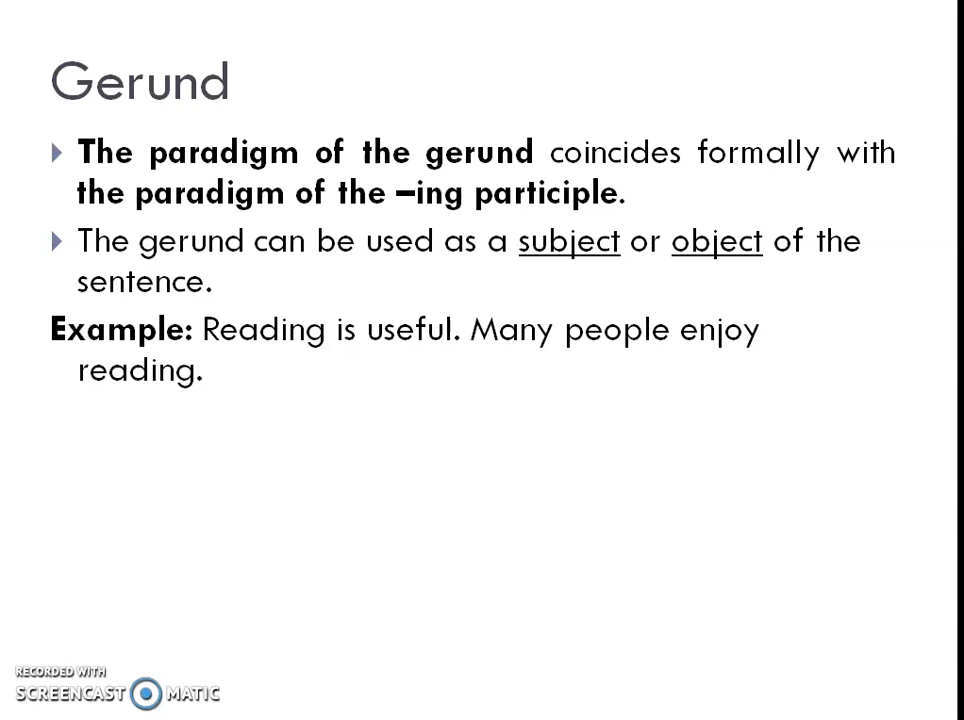 Gerund
The paradigm of the gerund coincides formally with
the paradigm of the –ing participle.
The gerund can be used as a subject or object of the
sentence.
Example: Reading is useful. Many people enjoy
reading.
RECORDED WITH
SCREENCAST MATIC